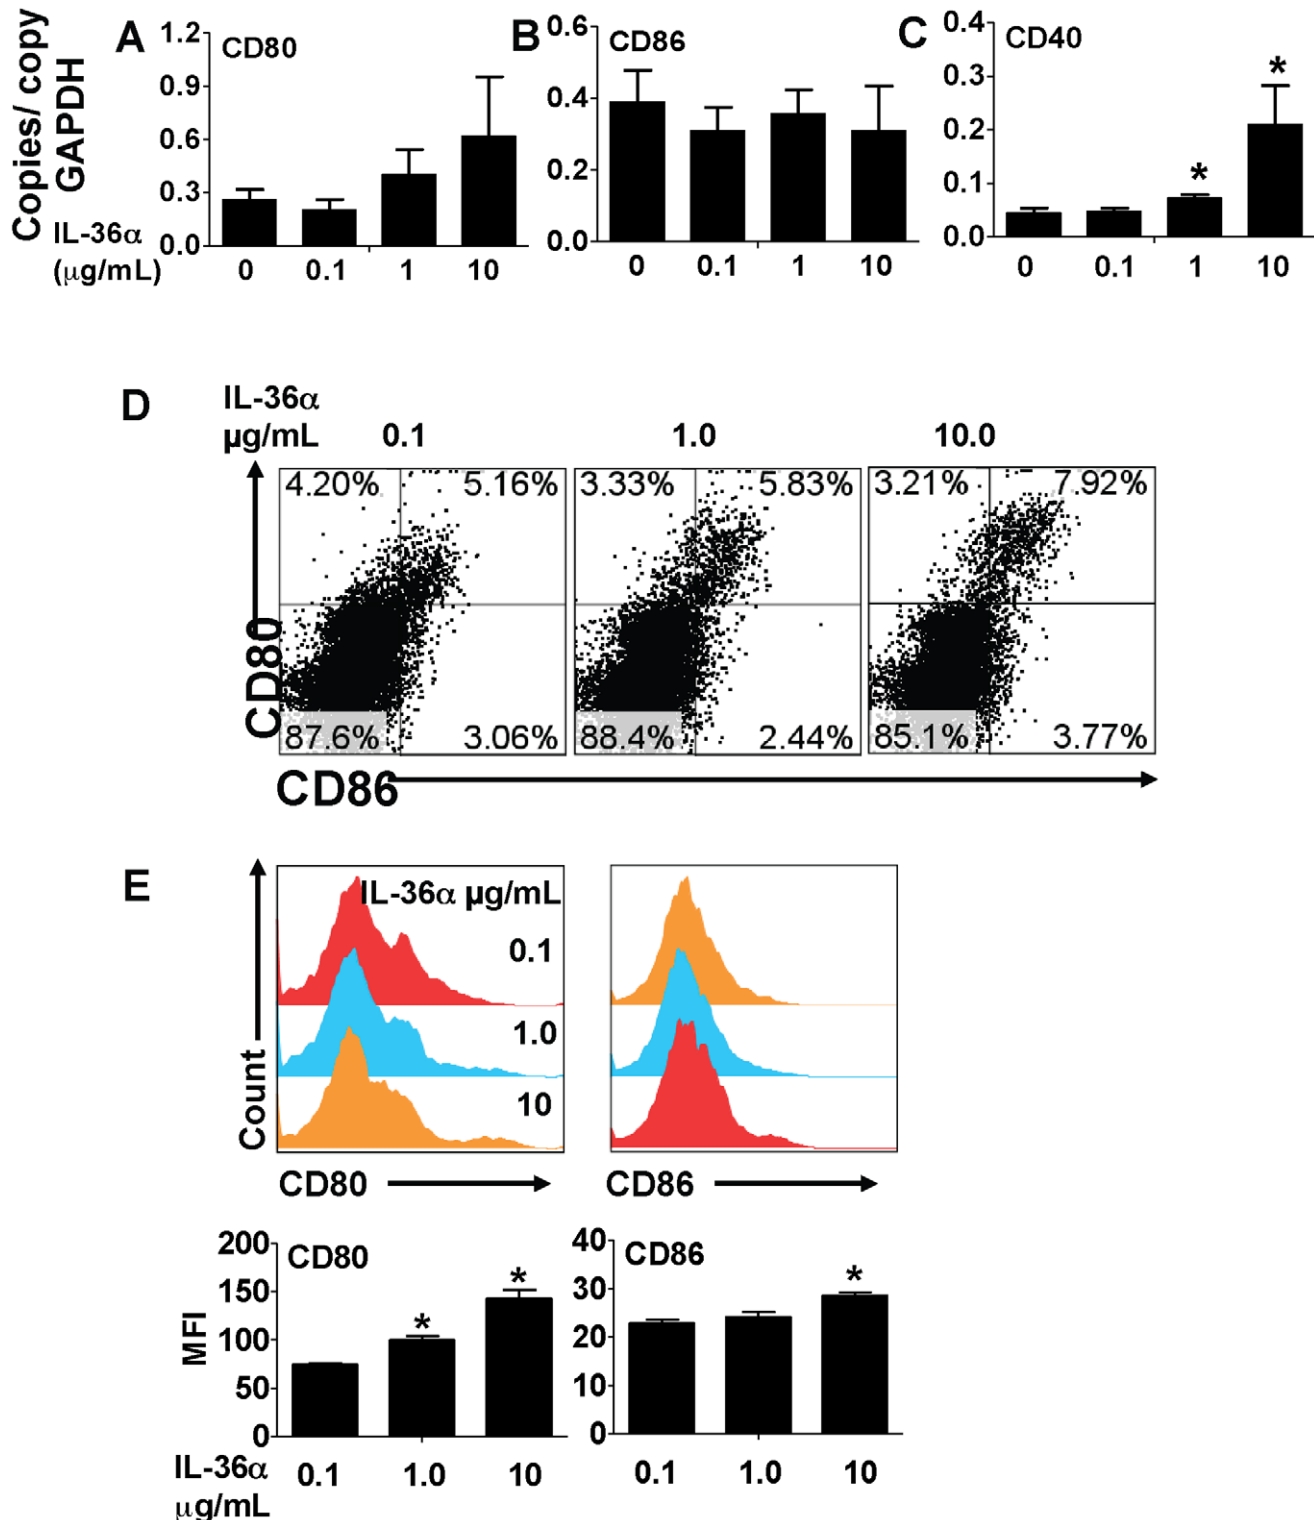 A
CD80
Copies/ copy
GAPDH
1.2
0.9
0.6
0.3
0.0
IL-36α
(μg/mL)
0 0.1 1 10
B
CD86
0.6
0.4
0.2
0.0
0 0.1 1 10
C
CD40
0.4
0.3
0.2
0.1
0.0
* *
0 0.1 1 10
D
IL-36α
μg/mL 0.1 1.0 10.0
4.20% 5.16% 3.33% 5.83% 3.21% 7.92%
CD80
87.6% 3.06% 88.4% 2.44% 85.1% 3.77%
CD86
E
IL-36α μg/mL
0.1
1.0
10
Count
CD80 CD86
MFI
200
150
100
50
0
CD80
* *
IL-36α
μg/mL
0.1 1.0 10
40
30
20
10
0
CD86
*
0.1 1.0 10